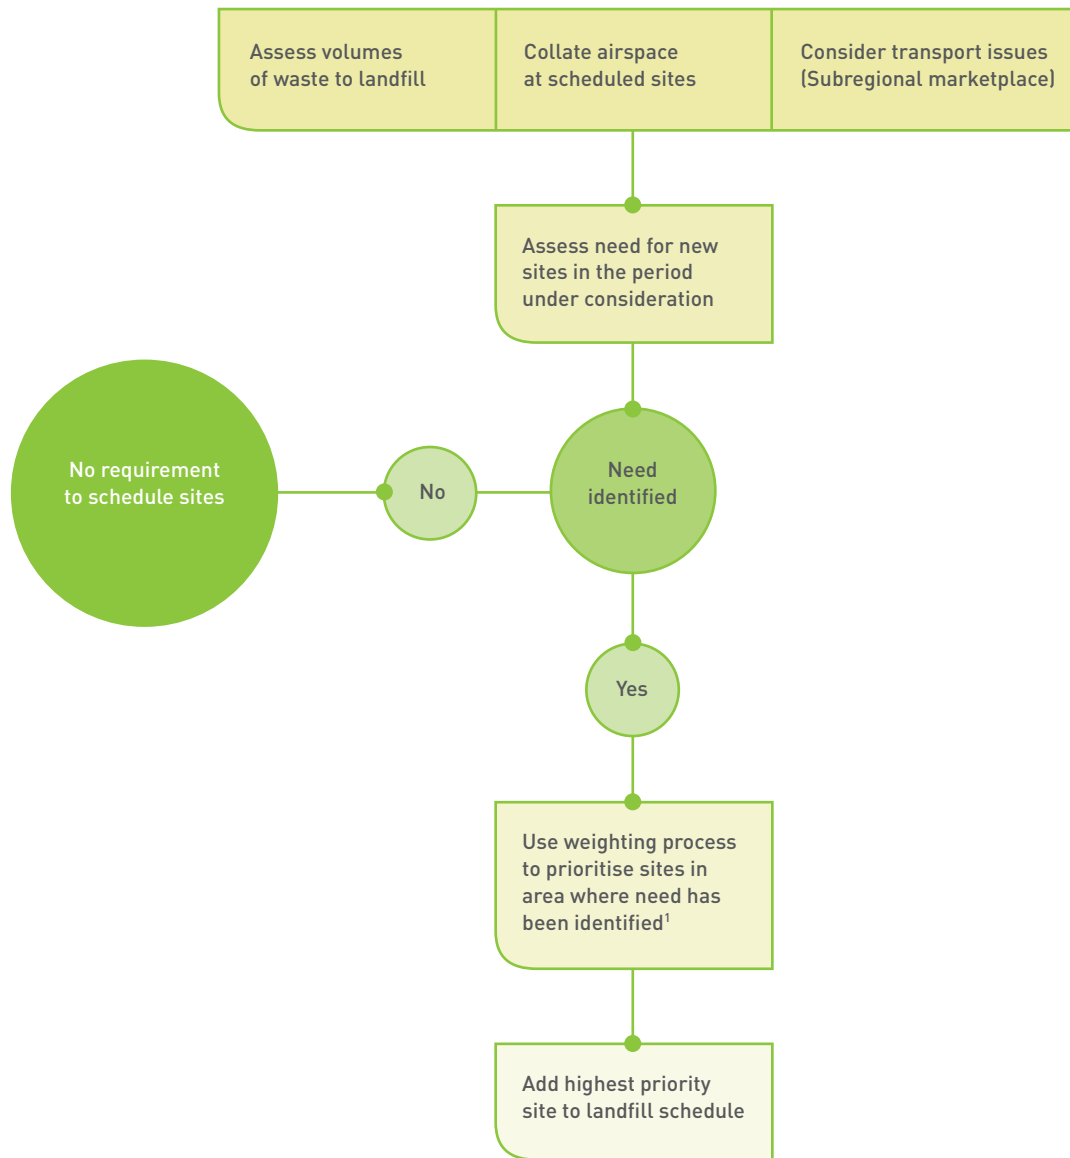 Assess volumes
of waste to landfill
Collate airspace
at scheduled sites
Consider transport issues
(Subregional marketplace)
Assess need for new
sites in the period
under consideration
No requirement
to schedule sites
No
Need
identified
Yes
Use weighting process
to prioritise sites in
area where need has
been identified¹
Add highest priority
site to landfill schedule